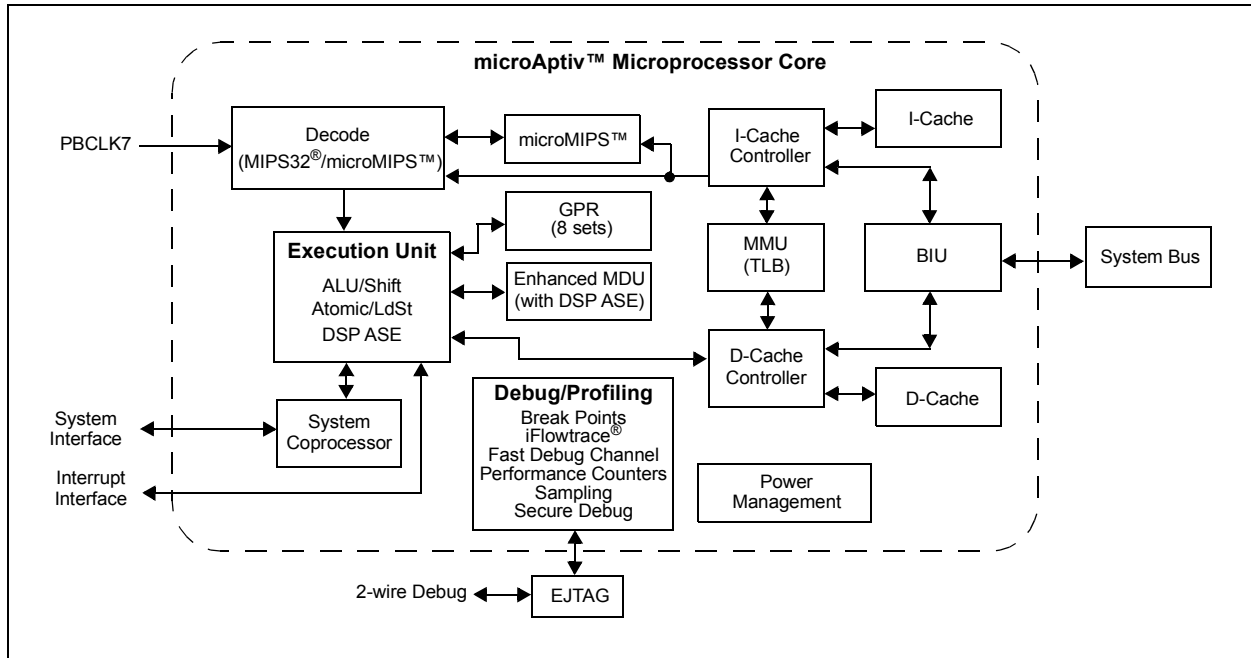 microAptiv™ Microprocessor Core
PBCLK7
Decode
(MIPS32®/microMIPS™)
microMIPS™
I-Cache
Controller
I-Cache
GPR
(8 sets)
Execution Unit
ALU/Shift
Atomic/LdSt
DSP ASE
Enhanced MDU
(with DSP ASE)
MMU
(TLB)
BIU
System Bus
D-Cache
Controller
D-Cache
Debug/Profiling
Break Points
iFlowtrace®
Fast Debug Channel
Performance Counters
Sampling
Secure Debug
System
Coprocessor
System
Interface
Interrupt
Interface
Power
Management
2-wire Debug
EJTAG